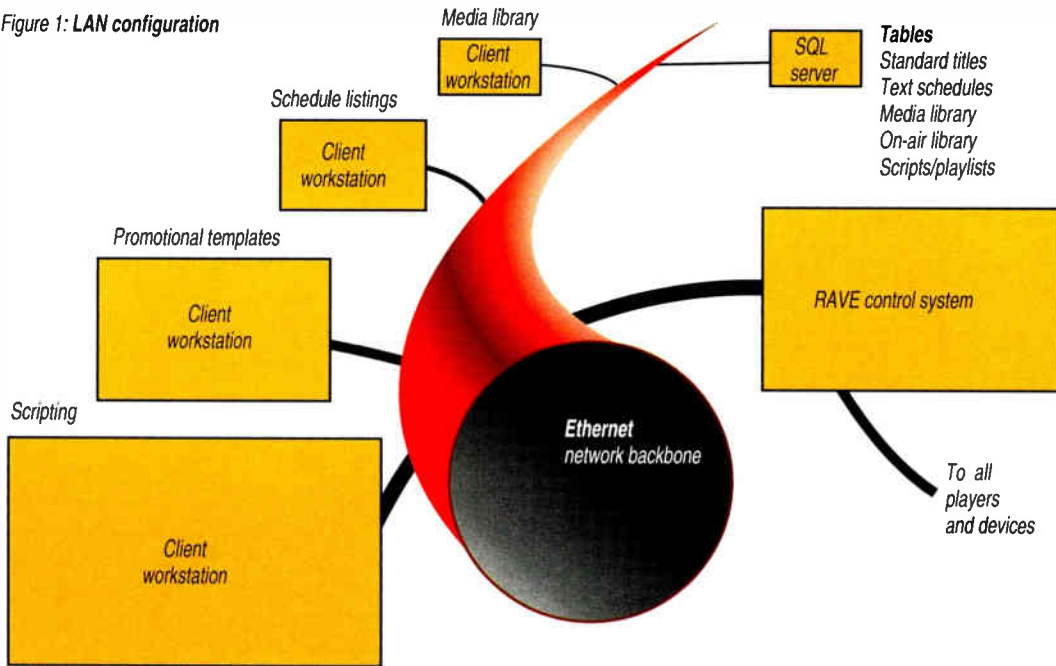 Figure 1: LAN configuration
Media library
Client
workstation
SQL
server
Tables
Standard titles
Text schedules
Media library
On-air library
Scripts/playlists
Schedule listings
Client
workstation
Promotional templates
Client
workstation
RAVE control system
Scripting
Client
workstation
Ethernet
network backbone
To all
players
and devices